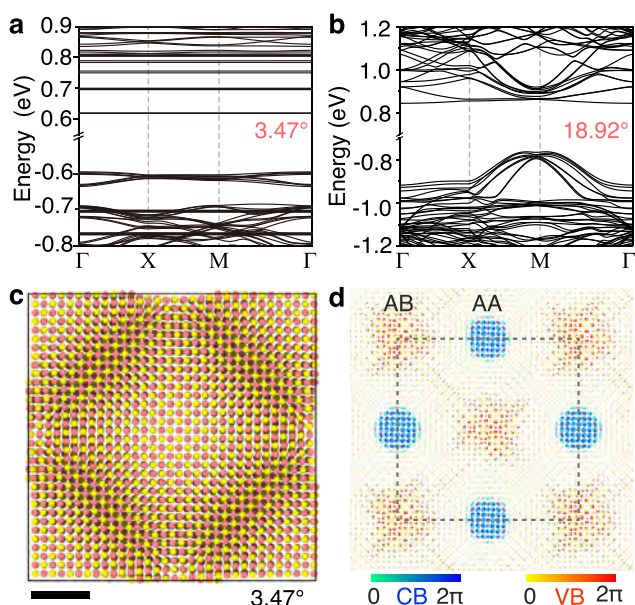 a
0.9
0.8
0.7
0.6
-0.6
-0.7
-0.8
Energy (eV)
3.47°
Γ X M Γ
b
1.2
1.0
0.8
-0.8
-1.0
-1.2
Energy (eV)
18.92°
Γ X M Γ
c
3.47°
d
AB AA
0 CB 2π
0 VB 2π